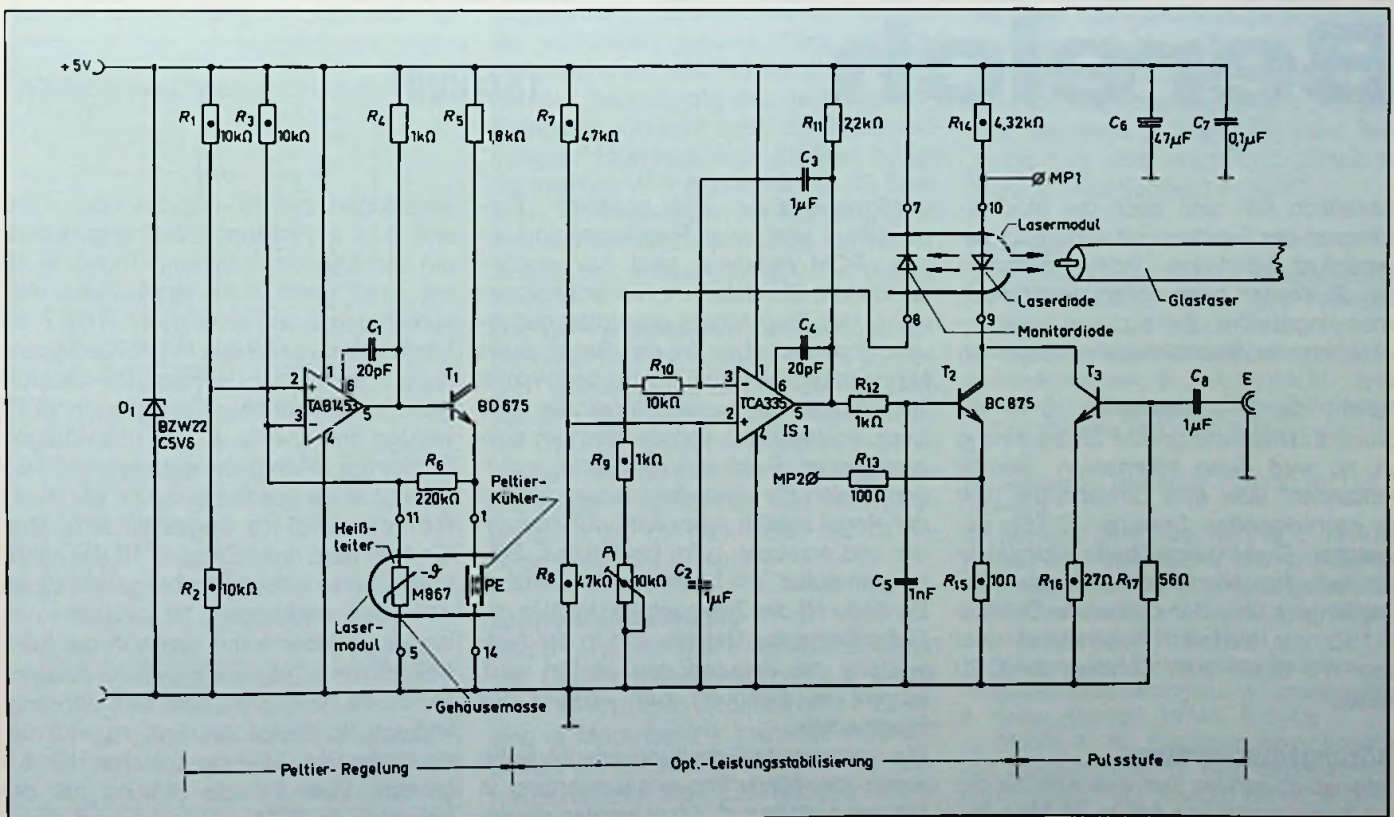 +5V
R1
10kΩ
R3
10kΩ
R4
1kΩ
R5
1,8kΩ
R7
47kΩ
R11
2,2kΩ
R14
4,32kΩ
C6
47µF
C7
0,1µF
C3
1µF
MP1
7
10
Lasermodul
Laserdiode
Glasfaser
8
9
Monitordiode
C1
20pF
1
6
2
+
3
−
TAB1453
5
4
T1
BD675
D1
BZW22
C5V6
R10
10kΩ
C4
20pF
1
6
3
−
2
+
TCA335
5
IS1
4
R12
1kΩ
T2
BC875
T3
C8
1µF
E
R6
220kΩ
Peltier-
Kühler
11
1
Heiß-
leiter
-ϑ
M867
PE
Laser-
modul
5
14
R2
10kΩ
R9
1kΩ
R8
47kΩ
P1
10kΩ
C2
1µF
MP2
R13
100Ω
C5
1nF
R15
10Ω
R16
27Ω
R17
56Ω
-Gehäusemasse
Peltier-Regelung
Opt.-Leistungsstabilisierung
Pulsstufe